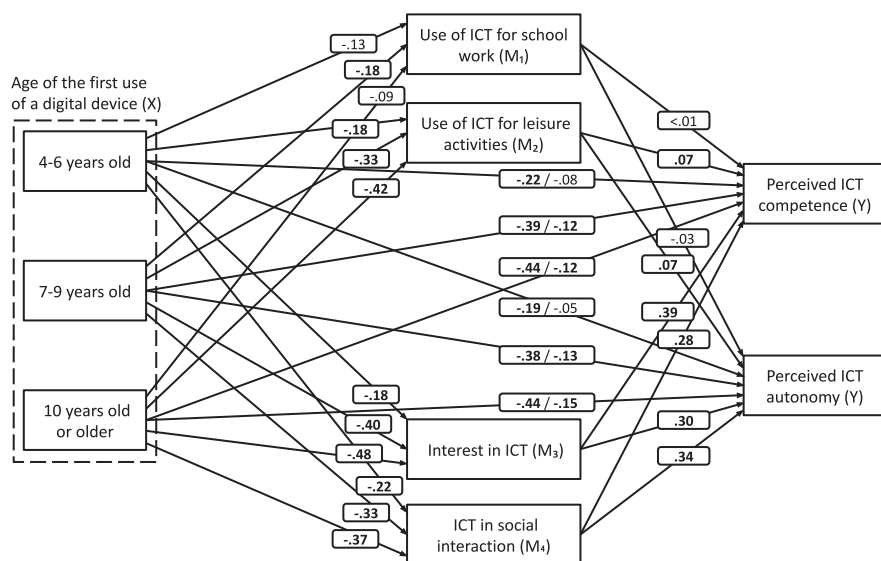 Age of the first use
of a digital device (X)
4-6 years old
7-9 years old
10 years old
or older
Use of ICT for school
work (M₁)
Use of ICT for leisure
activities (M₂)
Interest in ICT (M₃)
ICT in social
interaction (M₄)
Perceived ICT
competence (Y)
Perceived ICT
autonomy (Y)
-.13
-.18
-.09
-.18
-.33
-.42
-.22 / -.08
-.39 / -.12
-.44 / -.12
-.19 / -.05
-.38 / -.13
-.44 / -.15
-.18
-.40
-.48
-.22
-.33
-.37
<.01
.07
-.03
.07
.39
.28
.30
.34